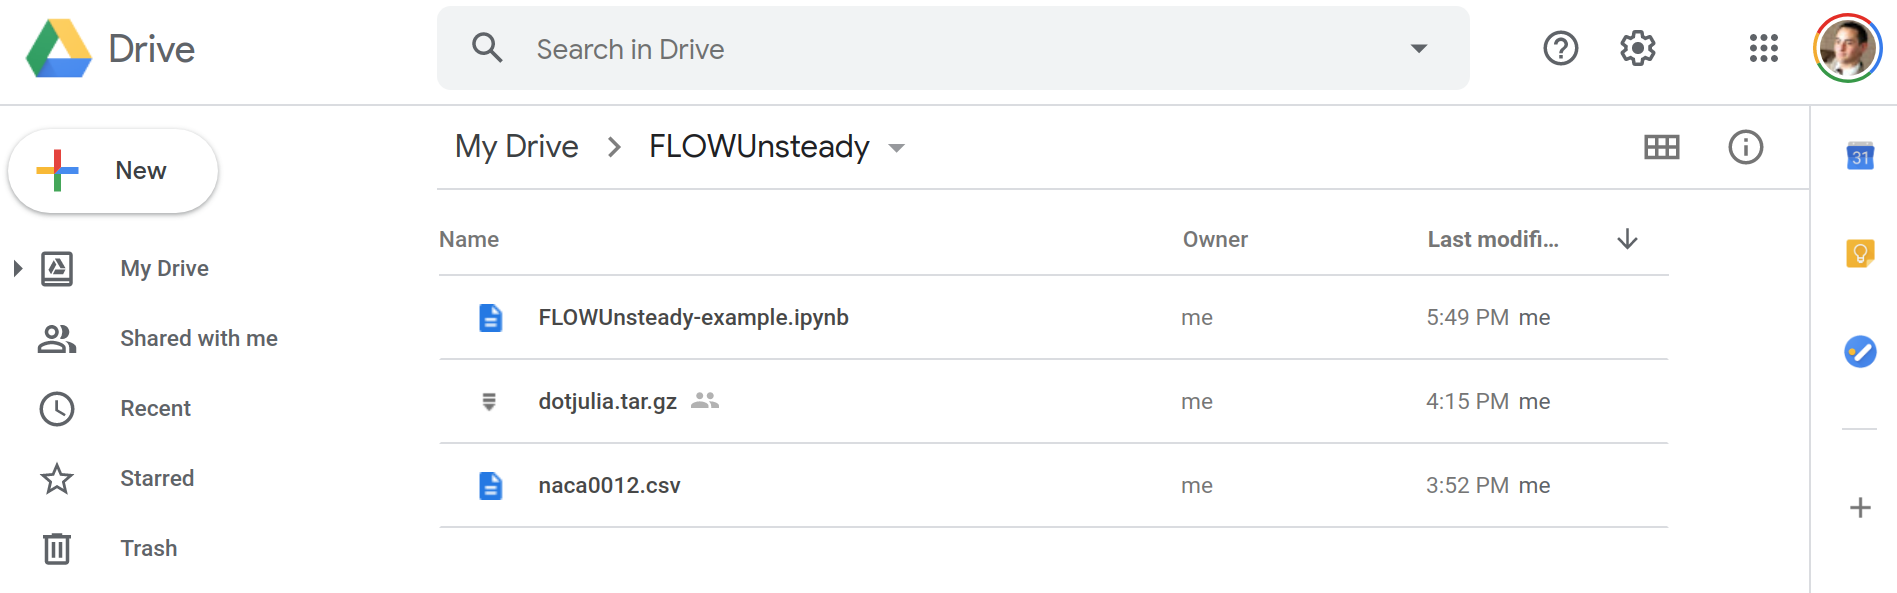 Drive
Search in Drive
My Drive
FLOWUnsteady
31
New
Name Owner Last modifi...
My Drive
FLOWUnsteady-example.ipynb me 5:49 PM me
Shared with me
dotjulia.tar.gz me 4:15 PM me
Recent
naca0012.csv me 3:52 PM me
Starred
Trash